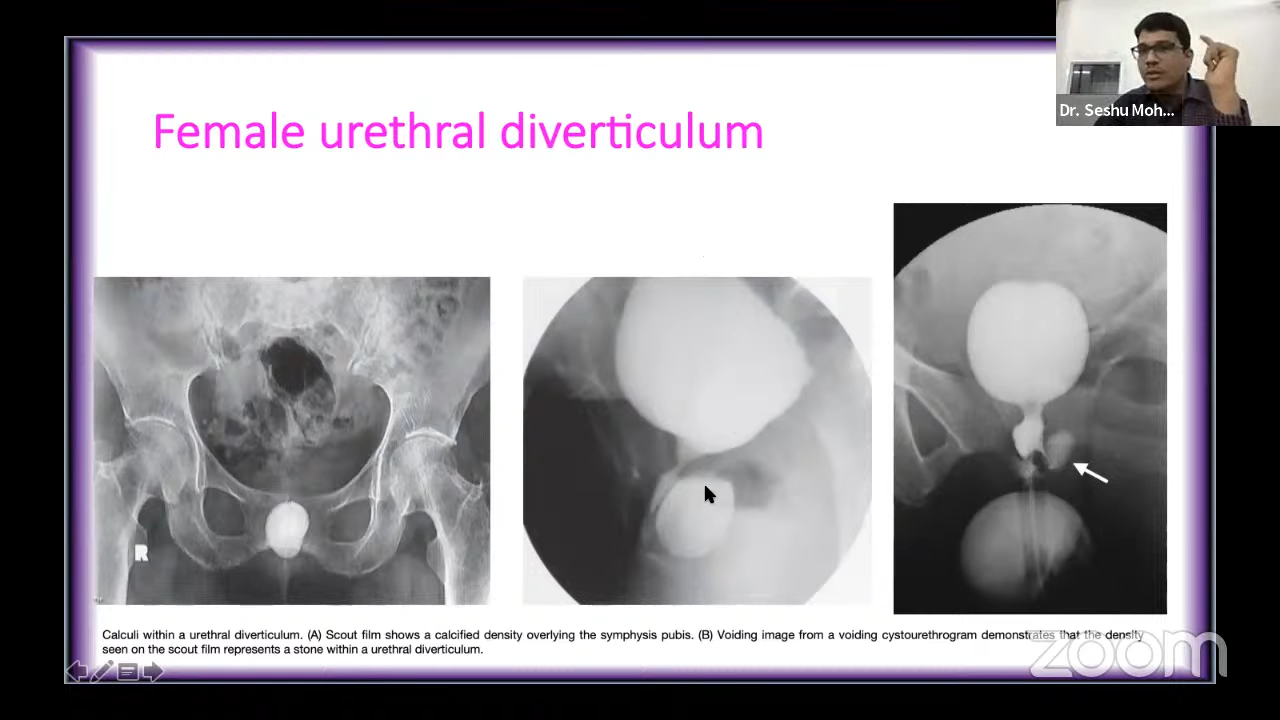 Dr. Seshu Moh...
Female urethral diverticulum
R
Calculi within a urethral diverticulum. (A) Scout film shows a calcified density overlying the symphysis pubis. (B) Voiding image from a voiding cystourethrogram demonstrates that the density
seen on the scout film represents a stone within a urethral diverticulum.
zoom